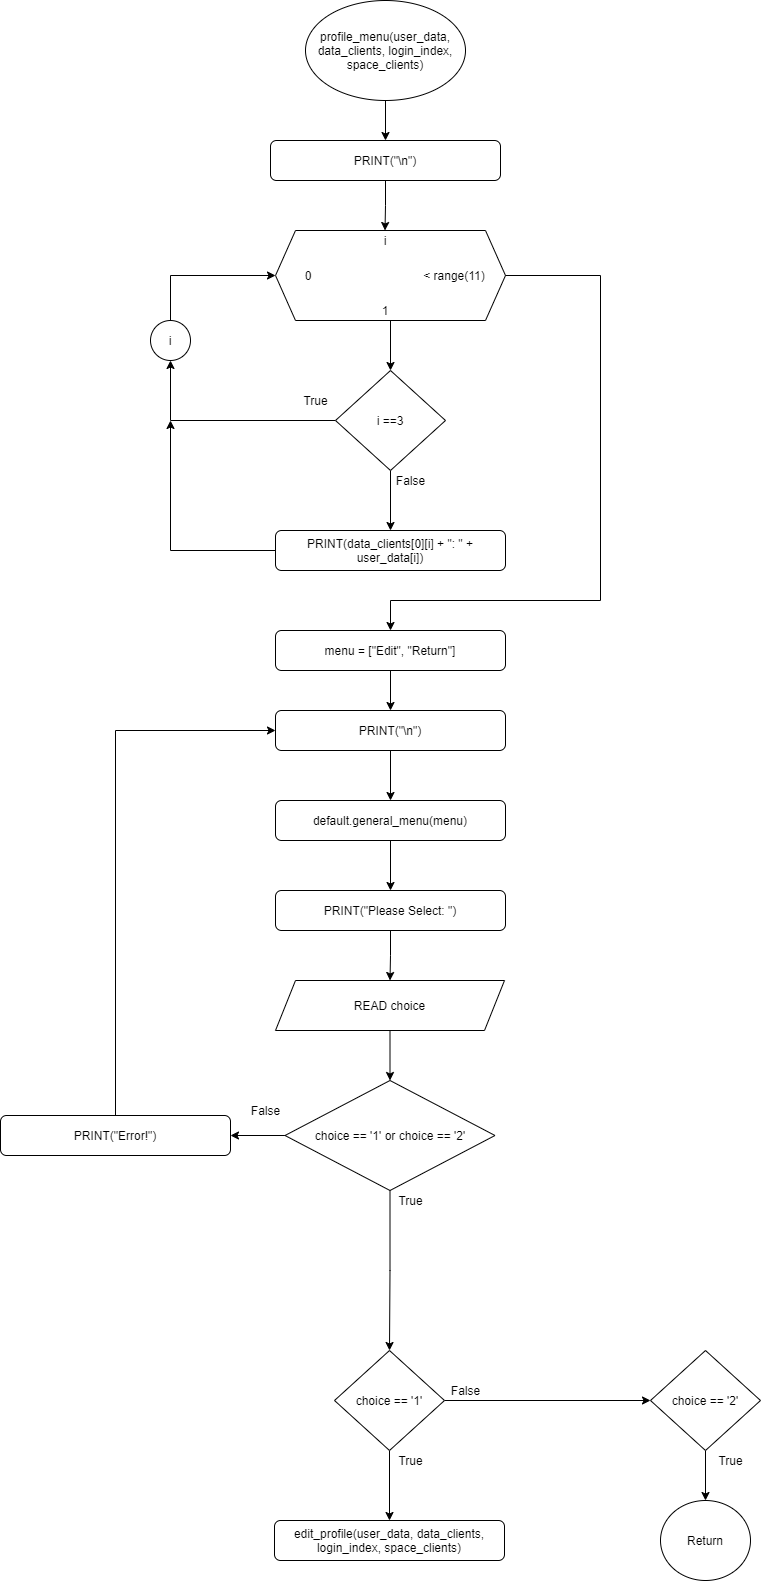 profile_menu(user_data,
data_clients, login_index,
space_clients)
PRINT("\n")
i
0
< range(11)
1
i
True
i ==3
False
PRINT(data_clients[0][i] + ": " +
user_data[i])
menu = ["Edit", "Return"]
PRINT("\n")
default.general_menu(menu)
PRINT("Please Select: ")
READ choice
False
PRINT("Error!")
choice == '1' or choice == '2'
True
choice == '1'
False
choice == '2'
True
True
edit_profile(user_data, data_clients,
login_index, space_clients)
Return